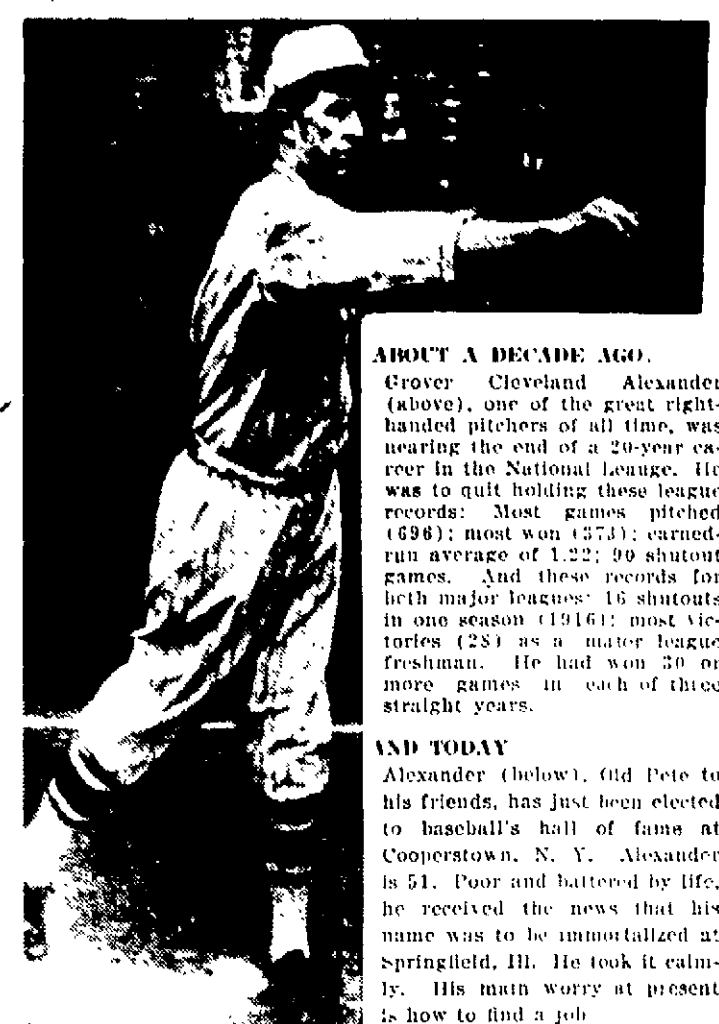 ABOUT A DECADE AGO.
Grover Cleveland Alexander
(above), one of the great right-
handed pitchers of all time, was
nearing the end of a 20-year ca-
reer in the National Leauge. He
was to quit holding these league
records: Most games pitched
(696); most won (373); earned-
run average of 1.22; 90 shutout
games. And these records for
both major leagues: 16 shutouts
in one season (1916); most vic-
tories (28) as a major league
freshman. He had won 30 or
more games in each of three
straight years.
AND TODAY
Alexander (below), Old Pete to
his friends, has just been elected
to baseball's hall of fame at
Cooperstown, N. Y. Alexander
is 51. Poor and battered by life,
he received the news that his
name was to be immortalized at
Springfield, Ill. He took it calm-
ly. His main worry at present
is how to find a job